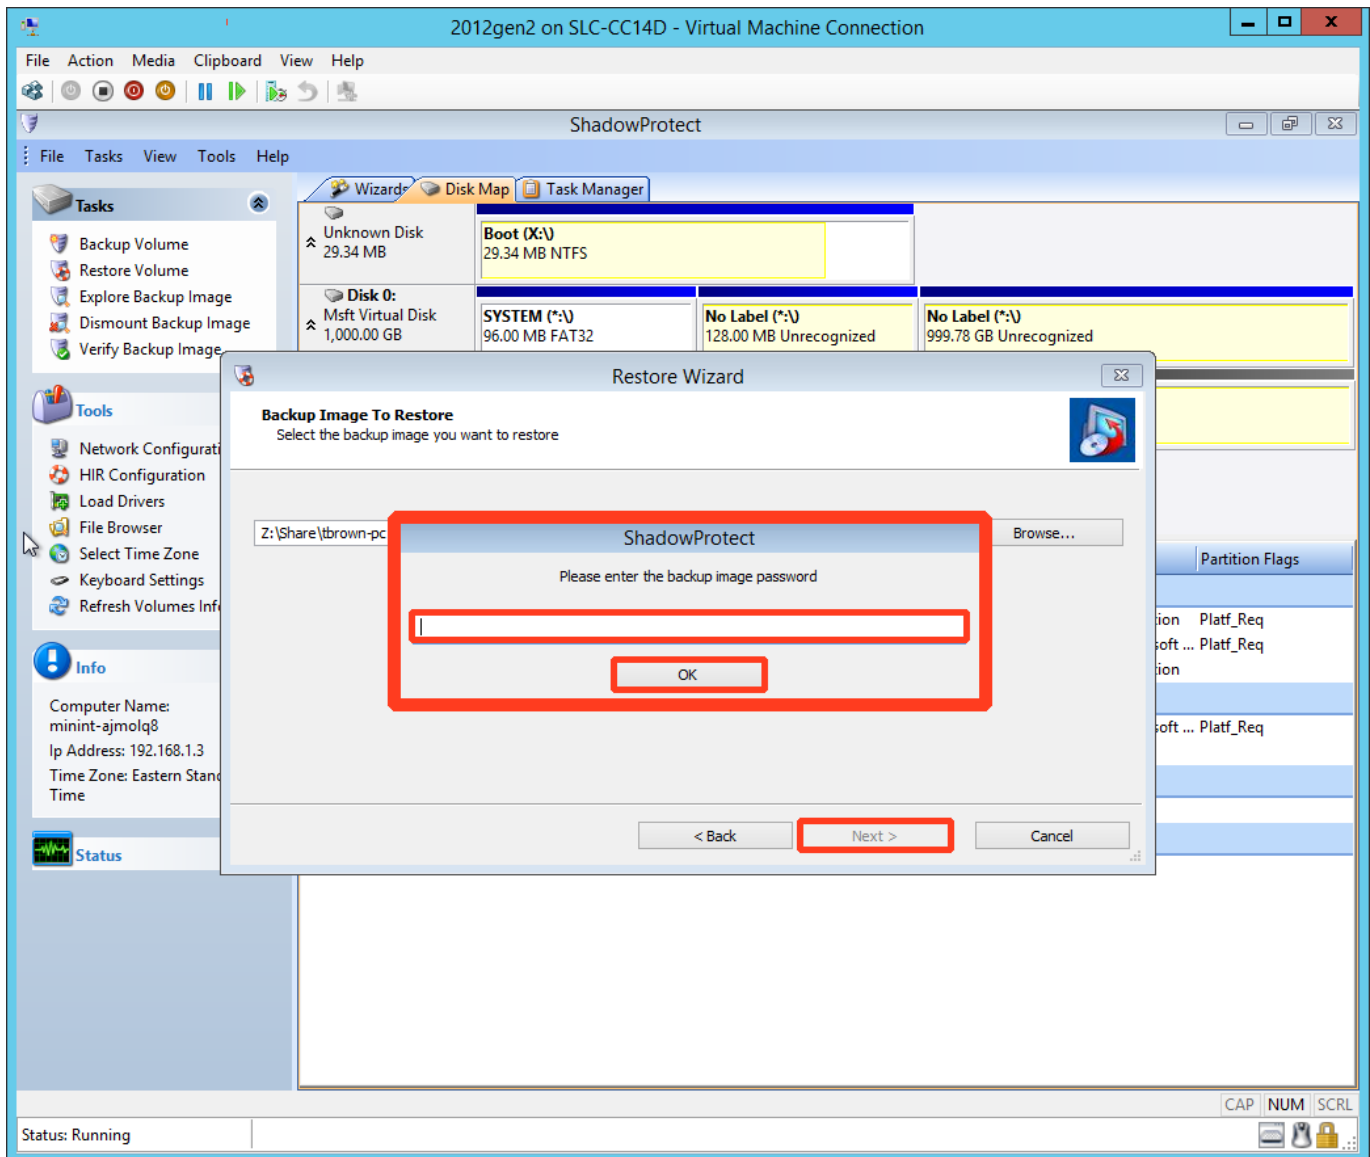 2012gen2 on SLC-CC14D - Virtual Machine Connection
File Action Media Clipboard View Help
ShadowProtect
File Tasks View Tools Help
Wizards Disk Map Task Manager
Tasks
Backup Volume
Restore Volume
Explore Backup Image
Dismount Backup Image
Verify Backup Image
Unknown Disk
29.34 MB
Boot (X:\)
29.34 MB NTFS
Disk 0:
Msft Virtual Disk
1,000.00 GB
SYSTEM (*:\)
96.00 MB FAT32
No Label (*:\)
128.00 MB Unrecognized
No Label (*:\)
999.78 GB Unrecognized
Tools
Network Configurati
HIR Configuration
Load Drivers
File Browser
Select Time Zone
Keyboard Settings
Refresh Volumes Inf
Restore Wizard
Backup Image To Restore
Select the backup image you want to restore
Z:\Share\tbrown-pc
Browse...
ShadowProtect
Please enter the backup image password
OK
< Back Next > Cancel
Partition Flags
ion Platf_Req
soft ... Platf_Req
ion
soft ... Platf_Req
Info
Computer Name:
minint-ajmolq8
Ip Address: 192.168.1.3
Time Zone: Eastern Stand
Time
Status
CAP NUM SCRL
Status: Running